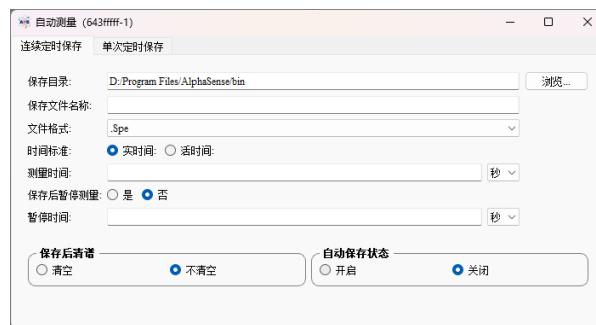 自动测量 (643fffff-1)
连续定时保存 单次定时保存
保存目录: D:/Program Files/AlphaSense/bin 浏览...
保存文件名称:
文件格式: .Spe
时间标准: 实时间: 活时间:
测量时间: 秒
保存后暂停测量: 是 否
暂停时间: 秒
保存后清谱 自动保存状态
清空 不清空 开启 关闭